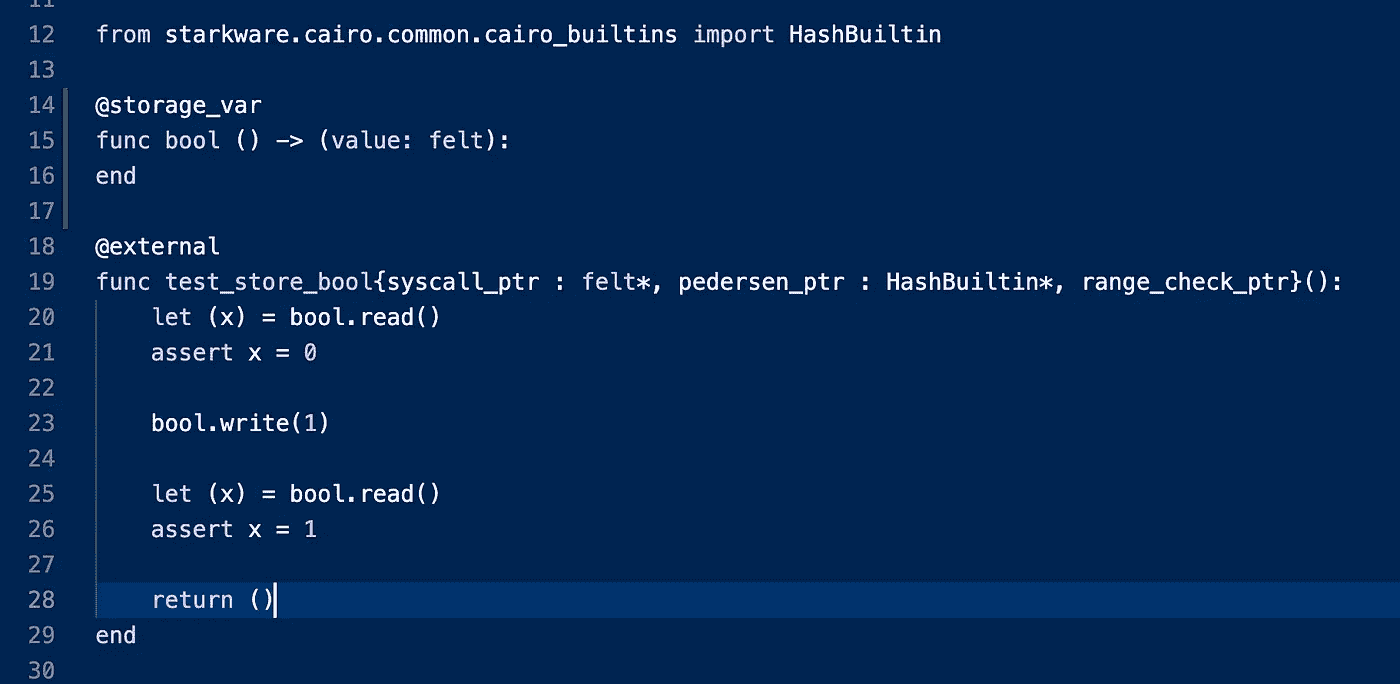 12 from starkware.cairo.common.cairo_builtins import HashBuiltin
13
14 @storage_var
15 func bool () -> (value: felt):
16 end
17
18 @external
19 func test_store_bool{syscall_ptr : felt*, pedersen_ptr : HashBuiltin*, range_check_ptr}():
20 let (x) = bool.read()
21 assert x = 0
22
23 bool.write(1)
24
25 let (x) = bool.read()
26 assert x = 1
27
28 return ()
29 end
30